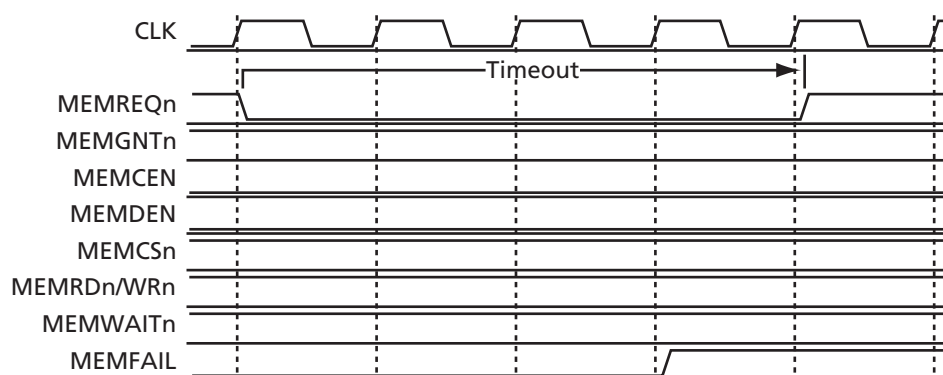 CLK
Timeout
MEMREQn
MEMGNTn
MEMCEN
MEMDEN
MEMCSn
MEMRDn/WRn
MEMWAITn
MEMFAIL